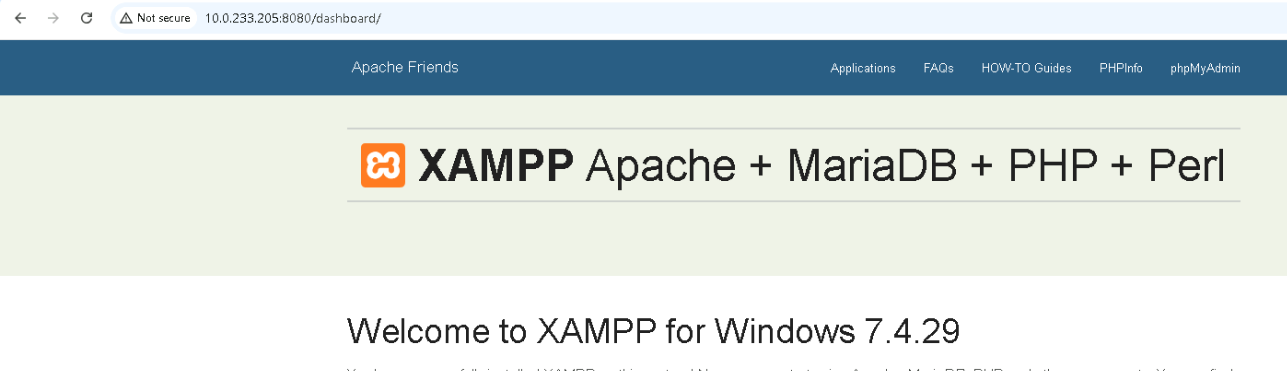 Not secure 10.0.233.205:8080/dashboard/
Apache Friends Applications FAQs HOW-TO Guides PHPInfo phpMyAdmin
XAMPP Apache + MariaDB + PHP + Perl
Welcome to XAMPP for Windows 7.4.29